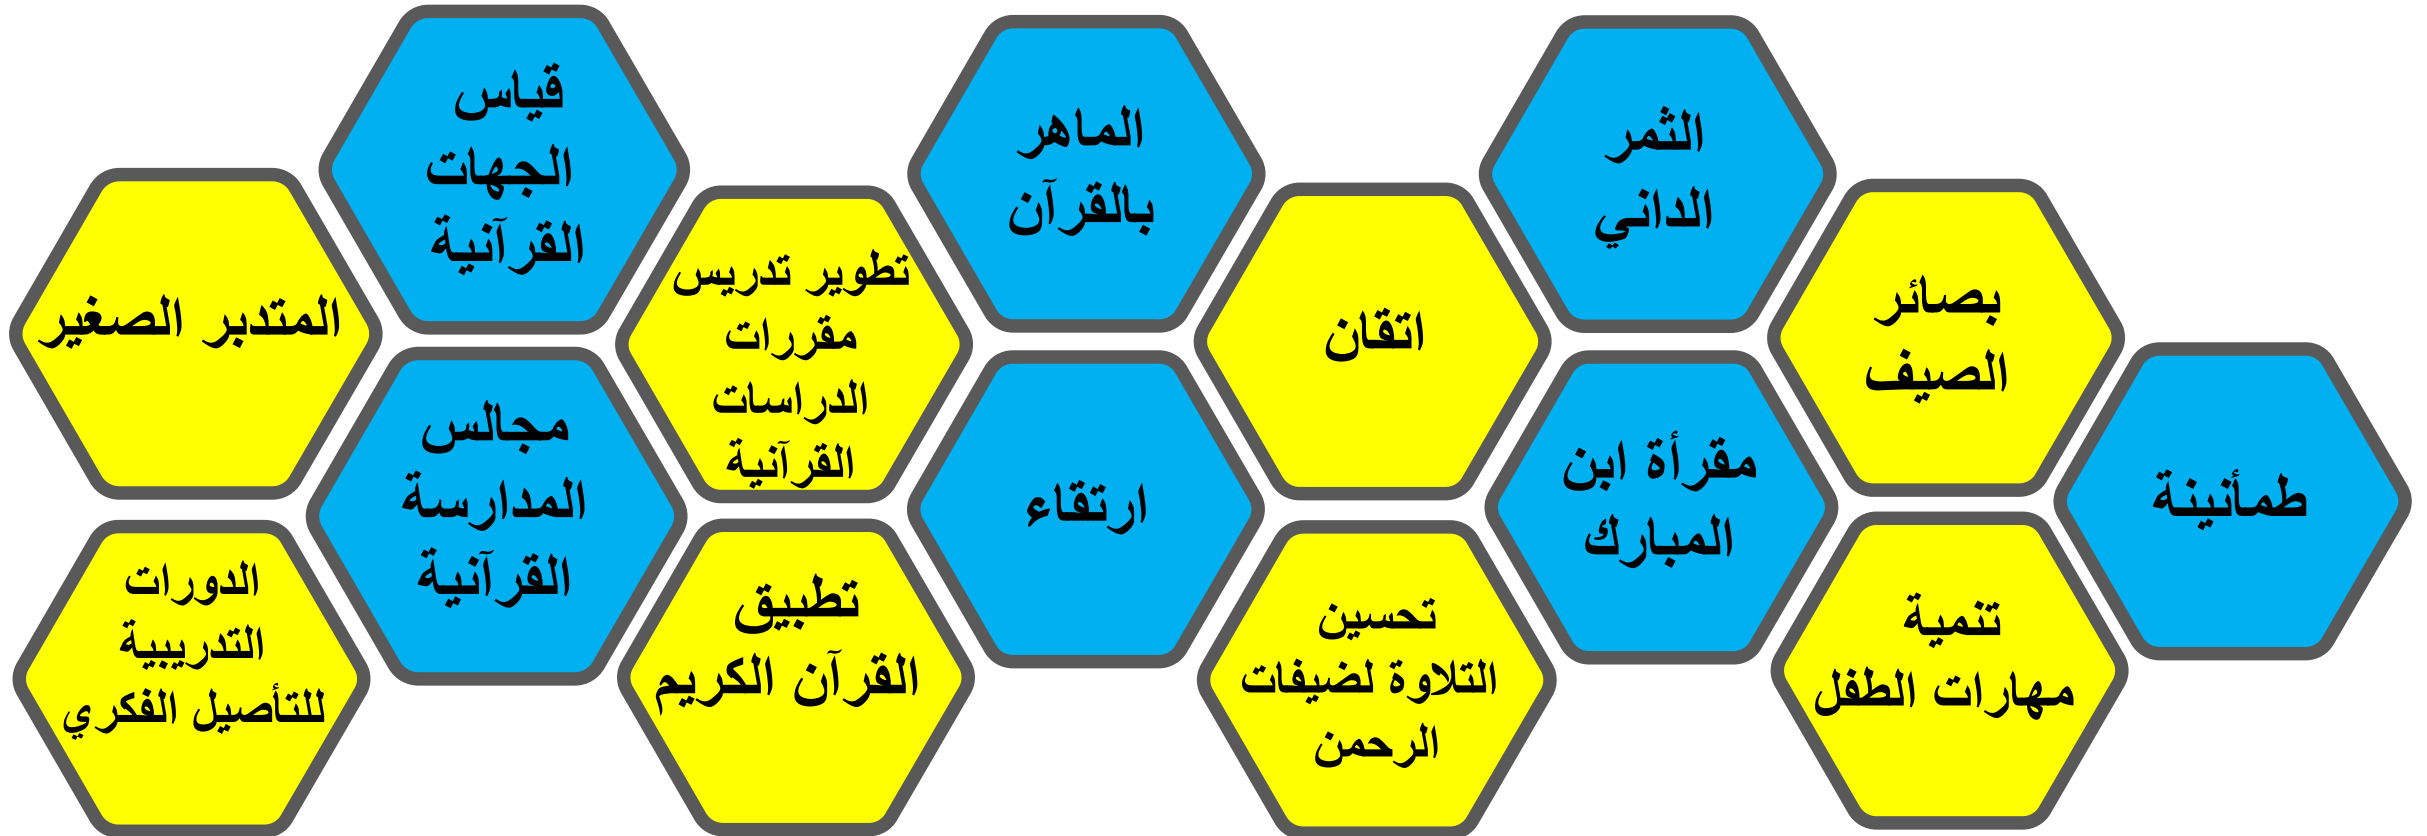 طمأنينة
بصائر
الصيف
تنمية
مهارات الطفل
الثمر
الداني
مقرأة ابن
المبارك
اتقان
تحسين
التلاوة لضيفات
الرحمن
الماهر
بالقرآن
ارتقاء
تطوير تدريس
مقررات
الدراسات
القرآنية
تطبيق
القرآن الكريم
قياس
الجهات
القرآنية
مجالس
المدارسة
القرآنية
المتدبر الصغير
الدورات
التدريبية
للتأصيل الفكري